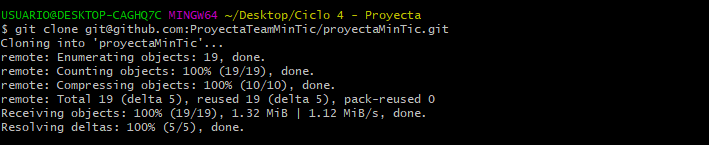 USUARIO@DESKTOP-CAGHQ7C MINGW64 ~/Desktop/Ciclo 4 - Proyecta
$ git clone git@github.com:ProyectaTeamMinTic/proyectaMinTic.git
Cloning into 'proyectaMinTic'...
remote: Enumerating objects: 19, done.
remote: Counting objects: 100% (19/19), done.
remote: Compressing objects: 100% (10/10), done.
remote: Total 19 (delta 5), reused 19 (delta 5), pack-reused 0
Receiving objects: 100% (19/19), 1.32 MiB | 1.12 MiB/s, done.
Resolving deltas: 100% (5/5), done.